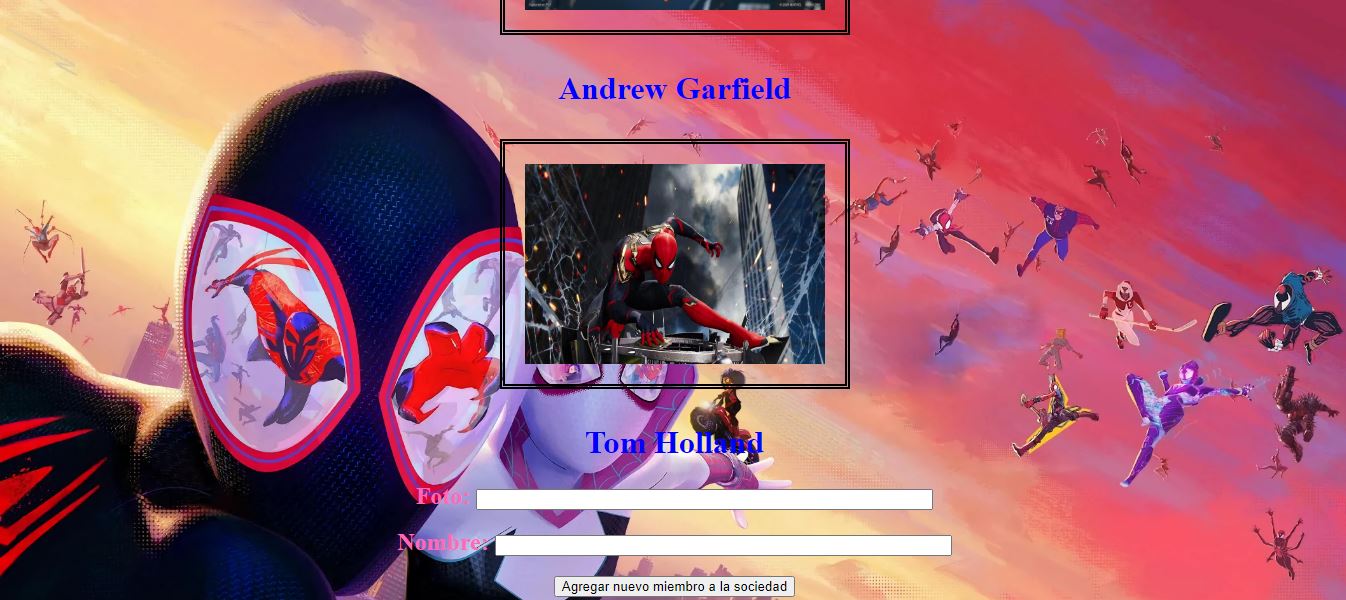 Andrew Garfield
Tom Holland
Foto:
Nombre:
Agregar nuevo miembro a la sociedad